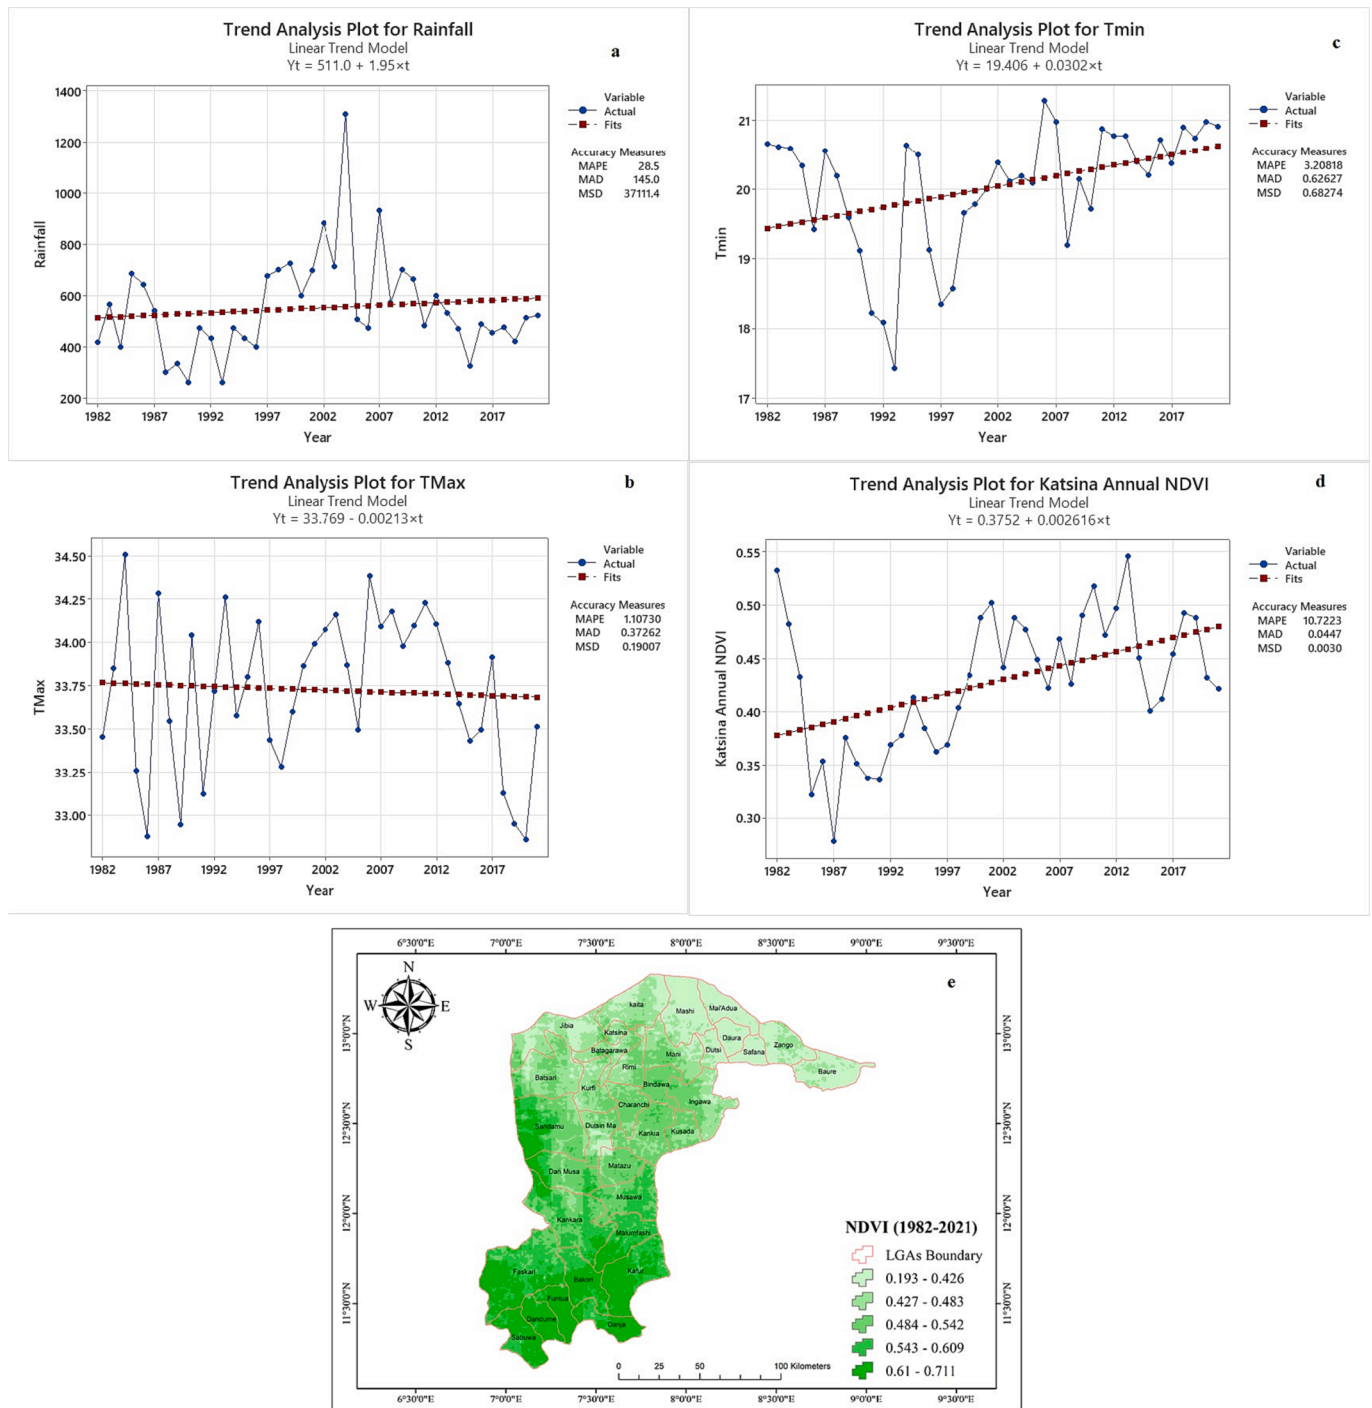 Trend Analysis Plot for Rainfall
Linear Trend Model
Yt = 511.0 + 1.95×t
a
Rainfall
1400
1200
1000
800
600
400
200
1982 1987 1992 1997 2002 2007 2012 2017
Year
Variable
Actual
Fits
Accuracy Measures
MAPE 28.5
MAD 145.0
MSD 37111.4
Trend Analysis Plot for Tmin
Linear Trend Model
Yt = 19.406 + 0.0302×t
c
Tmin
21
20
19
18
17
1982 1987 1992 1997 2002 2007 2012 2017
Year
Variable
Actual
Fits
Accuracy Measures
MAPE 3.20818
MAD 0.62627
MSD 0.68274
Trend Analysis Plot for TMax
Linear Trend Model
Yt = 33.769 - 0.00213×t
b
TMax
34.50
34.25
34.00
33.75
33.50
33.25
33.00
1982 1987 1992 1997 2002 2007 2012 2017
Year
Variable
Actual
Fits
Accuracy Measures
MAPE 1.10730
MAD 0.37262
MSD 0.19007
Trend Analysis Plot for Katsina Annual NDVI
Linear Trend Model
Yt = 0.3752 + 0.002616×t
d
Katsina Annual NDVI
0.55
0.50
0.45
0.40
0.35
0.30
1982 1987 1992 1997 2002 2007 2012 2017
Year
Variable
Actual
Fits
Accuracy Measures
MAPE 10.7223
MAD 0.0447
MSD 0.0030
6°30'0"E 7°0'0"E 7°30'0"E 8°0'0"E 8°30'0"E 9°0'0"E 9°30'0"E
e
N
W E
S
13°0'0"N
12°30'0"N
12°0'0"N
11°30'0"N
13°0'0"N
12°30'0"N
12°0'0"N
11°30'0"N
kaita
Mashi
Mai'Adua
Jibia
Katsina
Daura
Zango
Batagarawa
Mani
Dutsi
Safana
Rimi
Baure
Batsari
Kurfi
Bindawa
Charanchi
Ingawa
Sandamu
Dutsin Ma
Kankia
Kusada
Dan Musa
Matazu
Musawa
Kankara
Malumfashi
Faskari
Bakori
Kafur
Funtua
Dandume
Danja
Sabuwa
NDVI (1982-2021)
LGAs Boundary
0.193 - 0.426
0.427 - 0.483
0.484 - 0.542
0.543 - 0.609
0.61 - 0.711
0 25 50 100 Kilometers
6°30'0"E 7°0'0"E 7°30'0"E 8°0'0"E 8°30'0"E 9°0'0"E 9°30'0"E